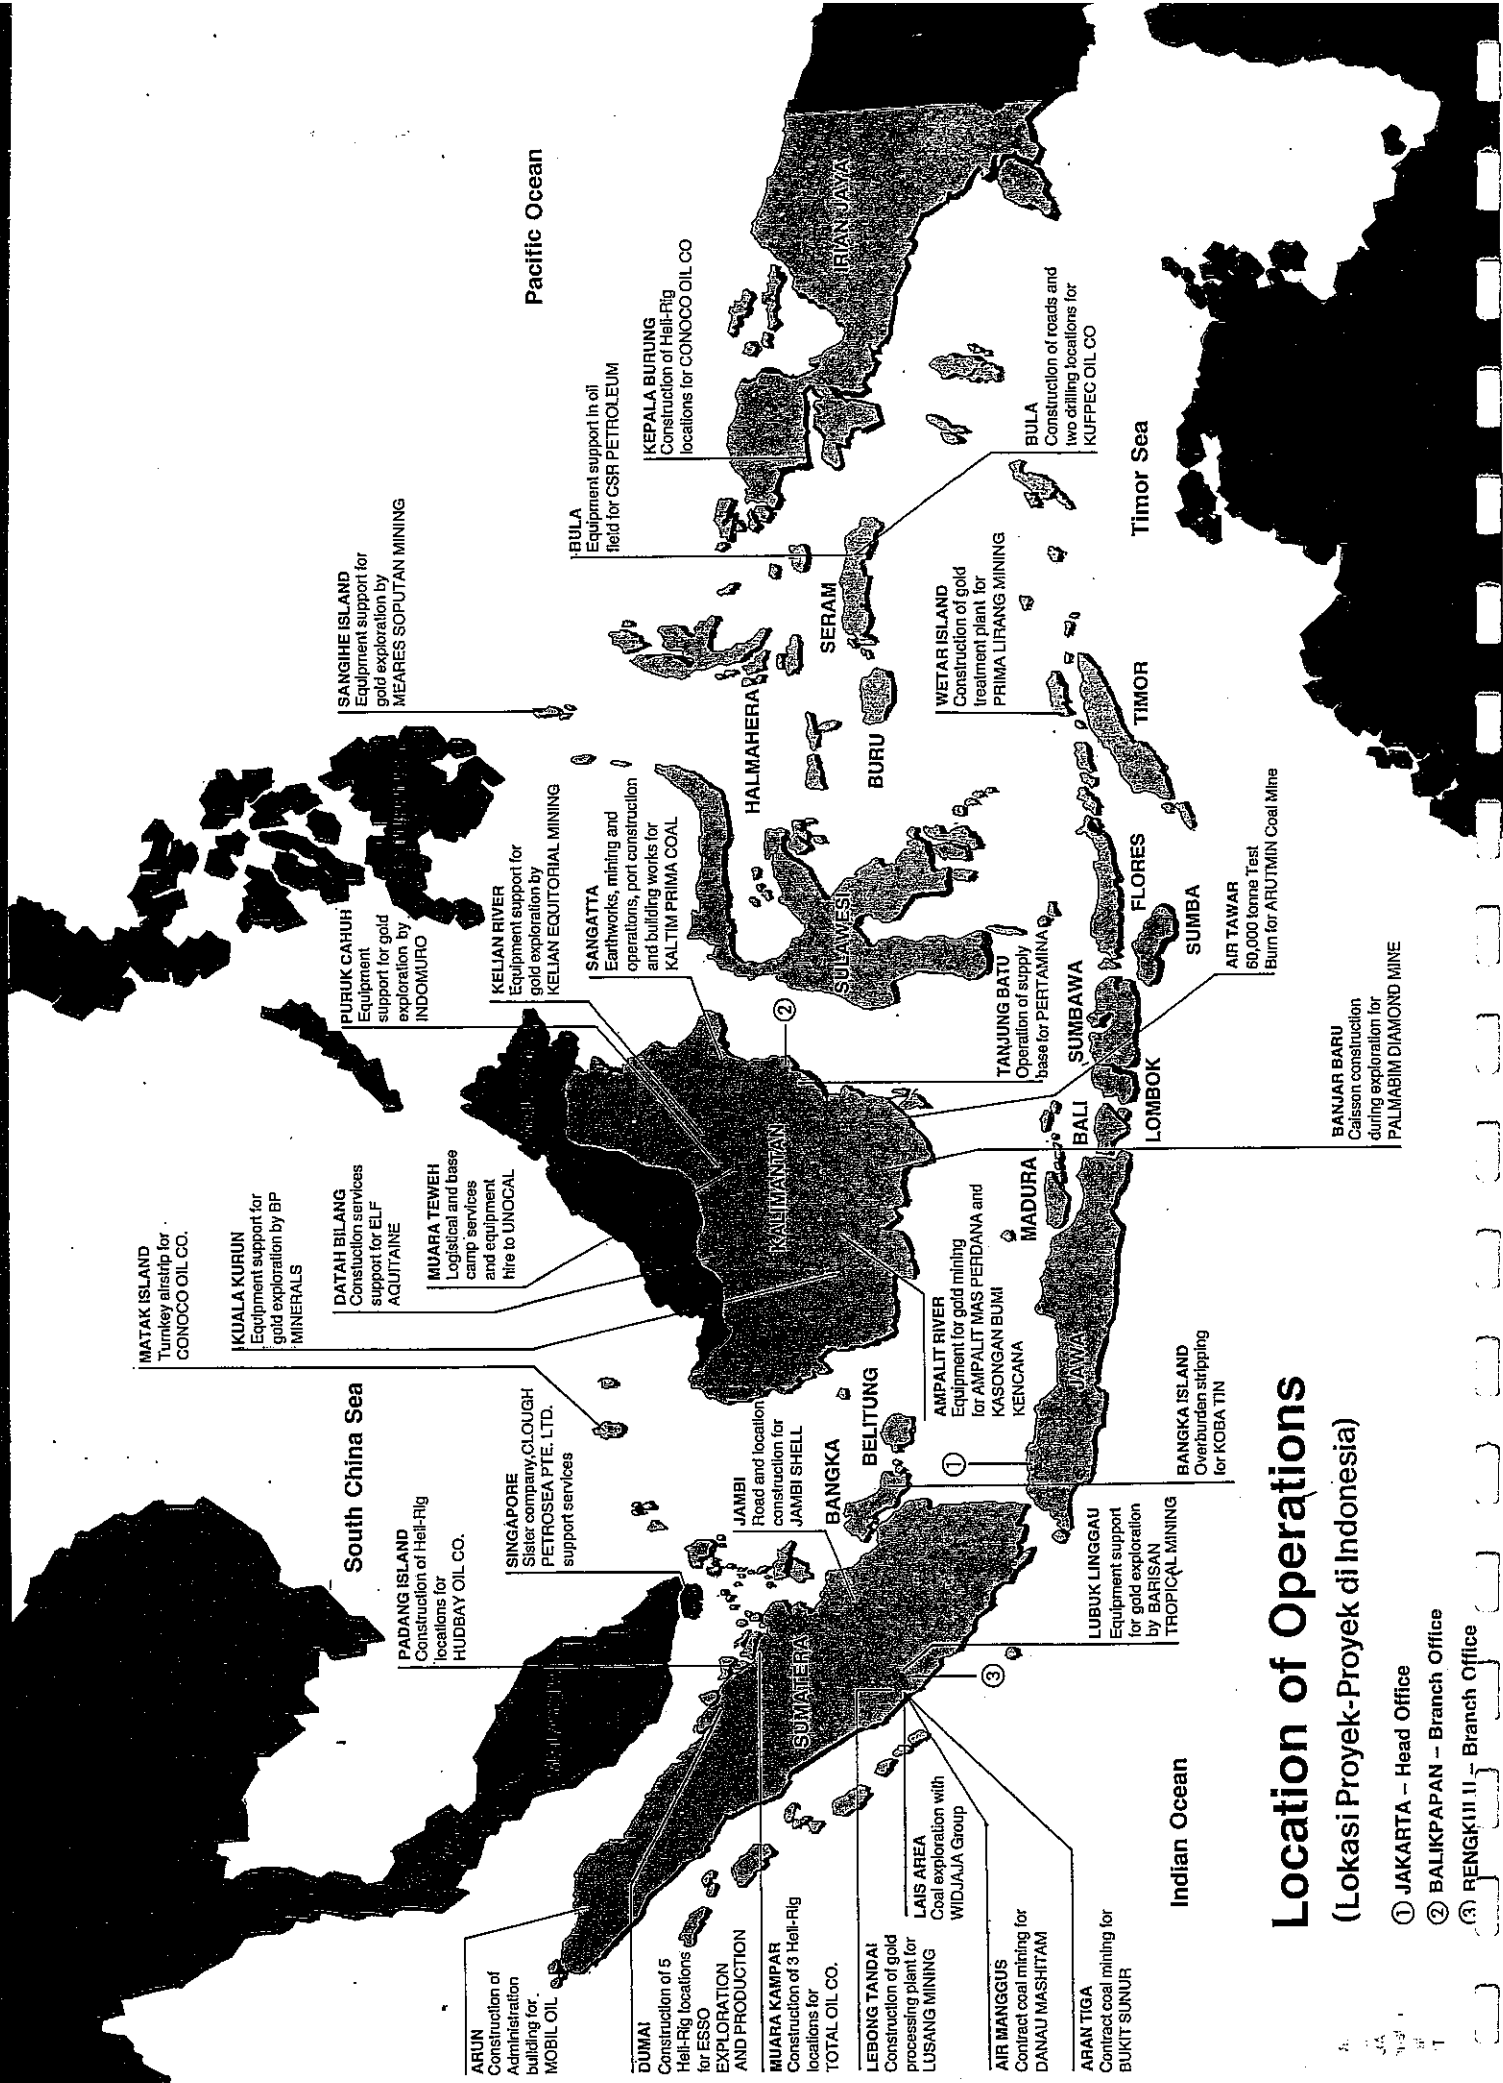 Location of Operations
(Lokasi Proyek-Proyek di Indonesia)
① JAKARTA – Head Office
② BALIKPAPAN – Branch Office
③ – Branch Office
South China Sea
Pacific Ocean
Indian Ocean
Timor Sea
ARUN
Construction of
Administration
building for
MOBIL OIL
DUMAI
Construction of 5
Heli-Rig locations
for ESSO
EXPLORATION
AND PRODUCTION
MUARA KAMPAR
Construction of 3 Heli-Rig
locations for
TOTAL OIL CO.
LEBONG TANDAI
Construction of gold
processing plant for
LUSANG MINING
LAIS AREA
Coal exploration with
WIDJAJA Group
AIR MANGGUS
Contract coal mining for
DANAU MASHITAM
ARAN TIGA
Contract coal mining for
BUKIT SUNUR
PADANG ISLAND
Construction of Heli-Rig
locations for
HUDBAY OIL CO.
SINGAPORE
Sister company,CLOUGH
PETROSEA PTE. LTD.
support services
JAMBI
Road and location
construction for
JAMBI SHELL
LUBUK LINGGAU
Equipment support
for gold exploration
by BARISAN
TROPICAL MINING
BANGKA ISLAND
Overburden stripping
for KOBA TIN
MATAK ISLAND
Turnkey airstrip for
CONOCO OIL CO.
KUALA KURUN
Equipment support for
gold exploration by BP
MINERALS
DATAH BILANG
Constuction services
support for ELF
AQUITAINE
MUARA TEWEH
Logistical and base
camp services
and equipment
hire to UNOCAL
AMPALIT RIVER
Equipment for gold mining
for AMPALIT MAS PERDANA and
KASONGAN BUMI
KENCANA
PURUK CAHUH
Equipment
support for gold
exploration by
INDOMURO
KELIAN RIVER
Equipment support for
gold exploration by
KELIAN EQUITORIAL MINING
SANGATTA
Earthworks, mining and
operations, port construction
and building works for
KALTIM PRIMA COAL
TANJUNG BATU
Operation of supply
base for PERTAMINA
BANJAR BARU
Caisson construction
during exploration for
PALMABIM DIAMOND MINE
AIR TAWAR
60,000 tonne Test
Burn for ARUTMIN Coal Mine
SANGIHE ISLAND
Equipment support for
gold exploration by
MEARES SOPUTAN MINING
WETAR ISLAND
Construction of gold
treatment plant for
PRIMA LIRANG MINING
BULA
Equipment support in oil
field for CSR PETROLEUM
KEPALA BURUNG
Construction of Heli-Rig
locations for CONOCO OIL CO
BULA
Construction of roads and
two drilling locations for
KUFPEC OIL CO
SUMATERA
BANGKA
BELITUNG
KALIMANTAN
JAWA
MADURA
BALI
LOMBOK
SUMBAWA
SUMBA
FLORES
TIMOR
SULAWESI
HALMAHERA
BURU
SERAM
IRIAN JAYA
①
②
③